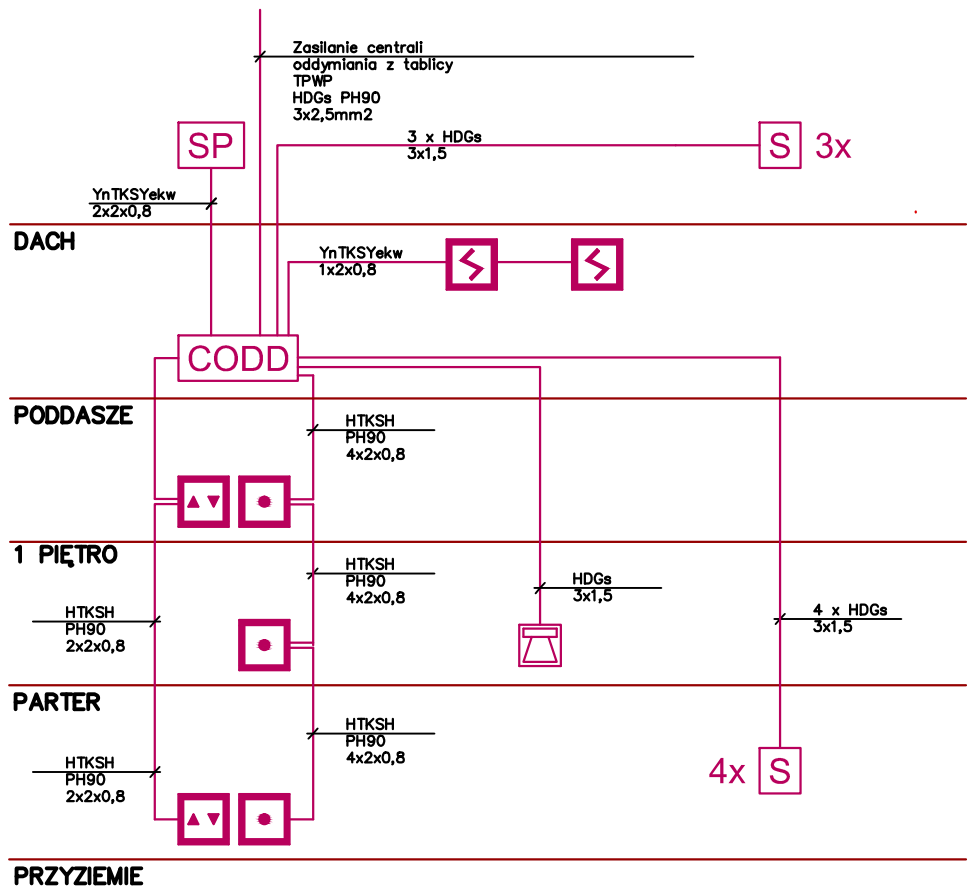 Zasilanie centrali
oddymiania z tablicy
TPWP
HDGs PH90
3x2,5mm2
SP
3 x HDGs
3x1,5
S 3x
YnTKSYekw
2x2x0,8
DACH
YnTKSYekw
1x2x0,8
CODD
PODDASZE
HTKSH
PH90
4x2x0,8
1 PIĘTRO
HTKSH
PH90
4x2x0,8
HDGs
3x1,5
HTKSH
PH90
2x2x0,8
4 x HDGs
3x1,5
PARTER
HTKSH
PH90
4x2x0,8
HTKSH
PH90
2x2x0,8
4x S
PRZYZIEMIE